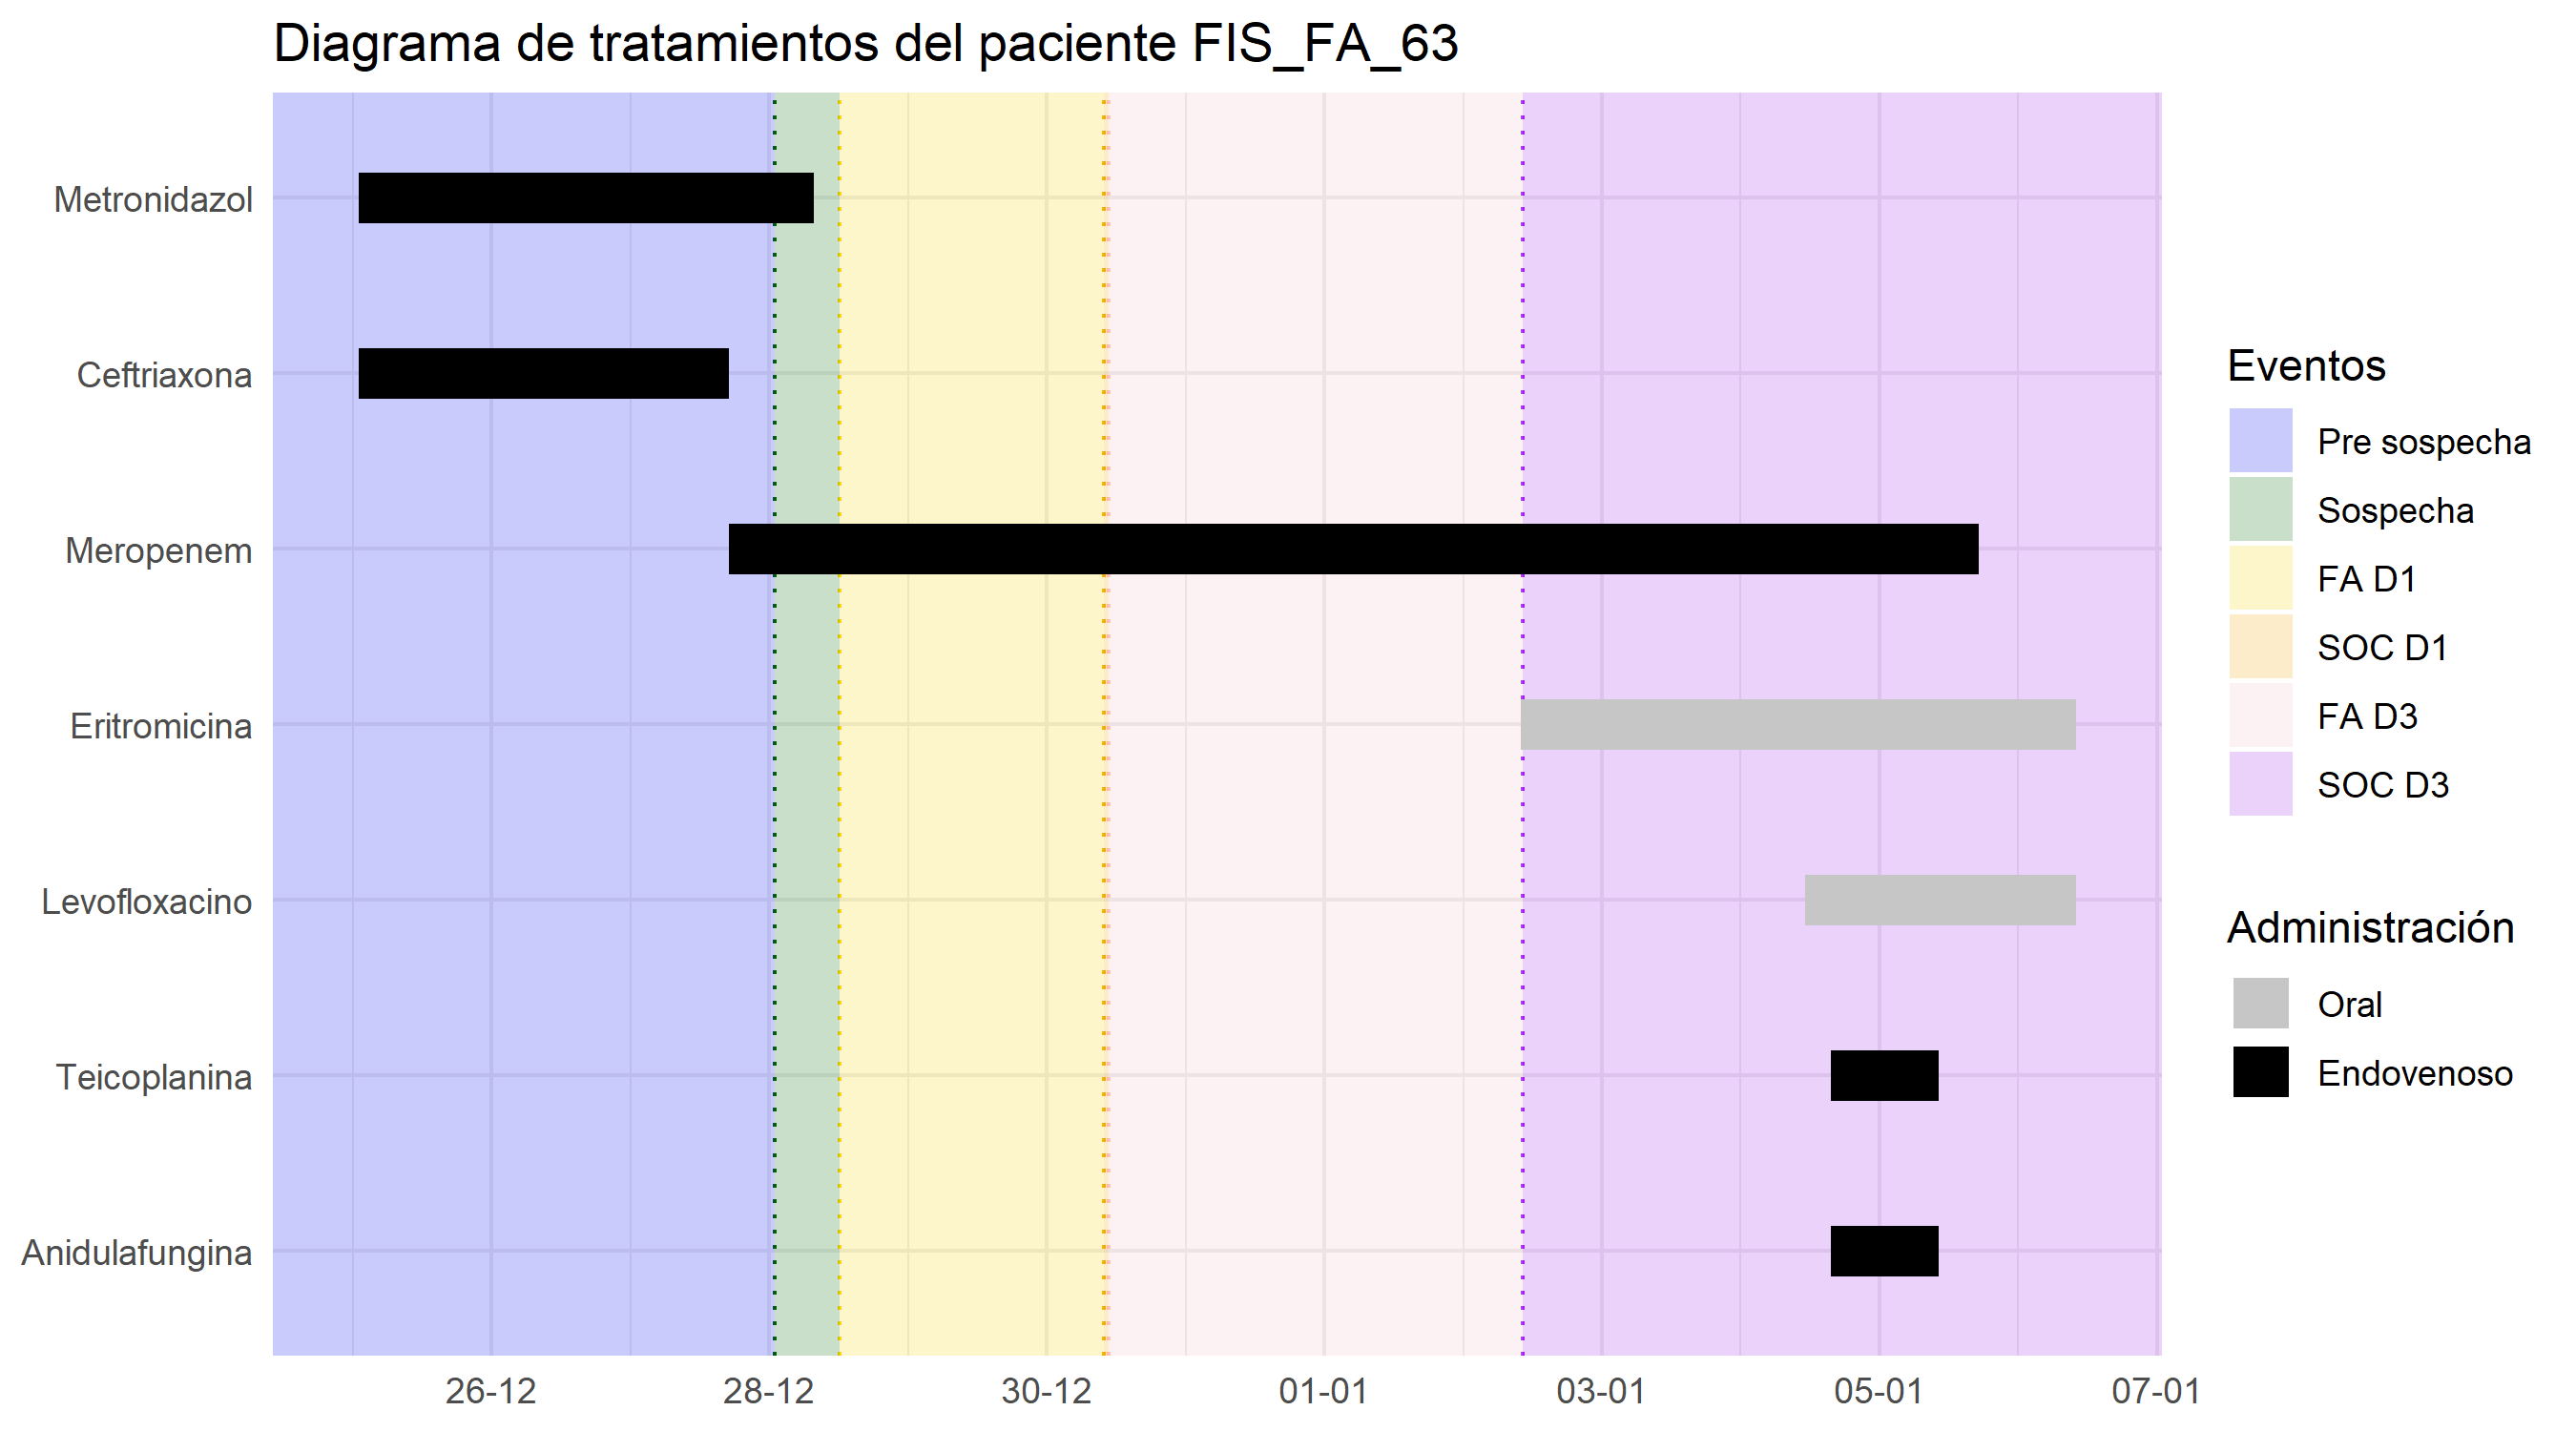 Diagrama de tratamientos del paciente FIS_FA_63
Metronidazol
Ceftriaxona
Meropenem
Eritromicina
Levofloxacino
Teicoplanina
Anidulafungina
26-12
28-12
30-12
01-01
03-01
05-01
07-01
Eventos
Pre sospecha
Sospecha
FA D1
SOC D1
FA D3
SOC D3
Administración
Oral
Endovenoso